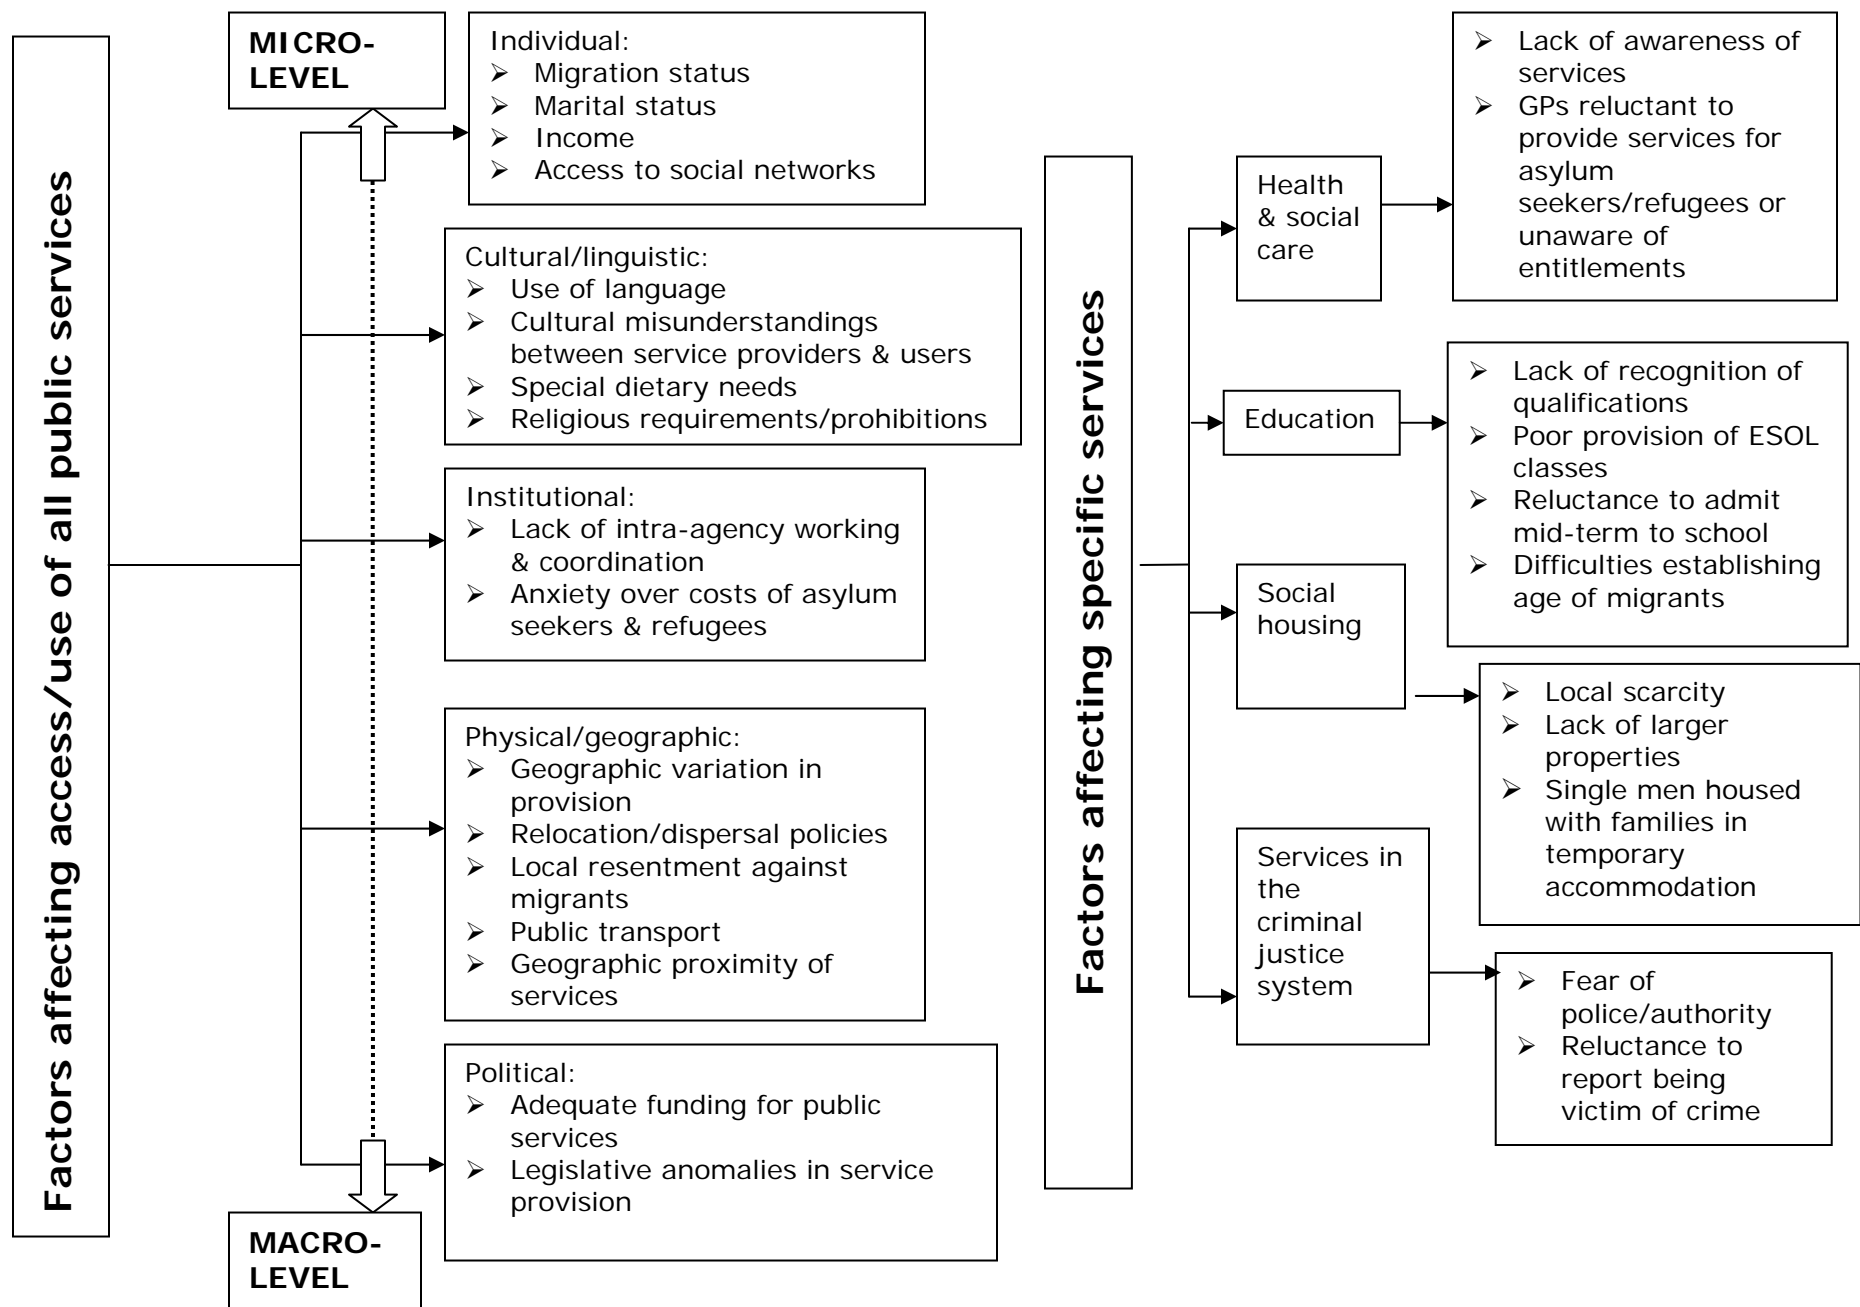 Factors affecting access/use of all public services
MICRO-
LEVEL
Individual:
➢ Migration status
➢ Marital status
➢ Income
➢ Access to social networks
Cultural/linguistic:
➢ Use of language
➢ Cultural misunderstandings
between service providers & users
➢ Special dietary needs
➢ Religious requirements/prohibitions
Institutional:
➢ Lack of intra-agency working
& coordination
➢ Anxiety over costs of asylum
seekers & refugees
Physical/geographic:
➢ Geographic variation in
provision
➢ Relocation/dispersal policies
➢ Local resentment against
migrants
➢ Public transport
➢ Geographic proximity of
services
Political:
➢ Adequate funding for public
services
➢ Legislative anomalies in service
provision
MACRO-
LEVEL
Factors affecting specific services
Health
& social
care
➢ Lack of awareness of
services
➢ GPs reluctant to
provide services for
asylum
seekers/refugees or
unaware of
entitlements
Education
➢ Lack of recognition of
qualifications
➢ Poor provision of ESOL
classes
➢ Reluctance to admit
mid-term to school
➢ Difficulties establishing
age of migrants
Social
housing
➢ Local scarcity
➢ Lack of larger
properties
➢ Single men housed
with families in
temporary
accommodation
Services in
the
criminal
justice
system
➢ Fear of
police/authority
➢ Reluctance to
report being
victim of crime